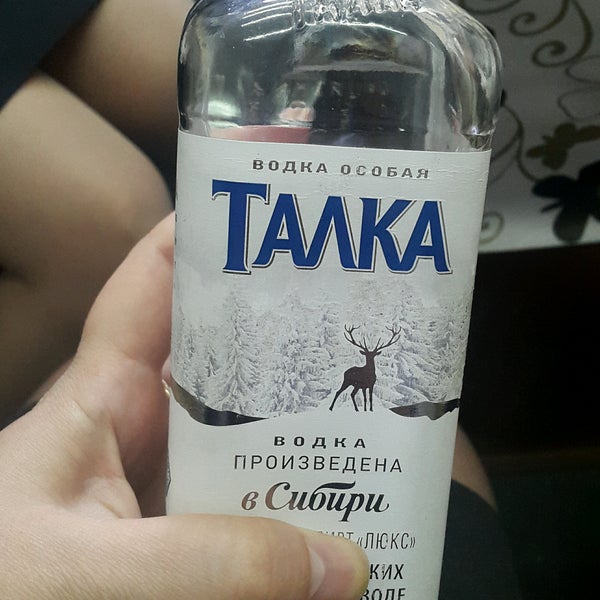 ВОДКА ОСОБАЯ
ТАЛКА
ВОДКА
ПРОИЗВЕДЕНА
в Сибири
«ЛЮКС»